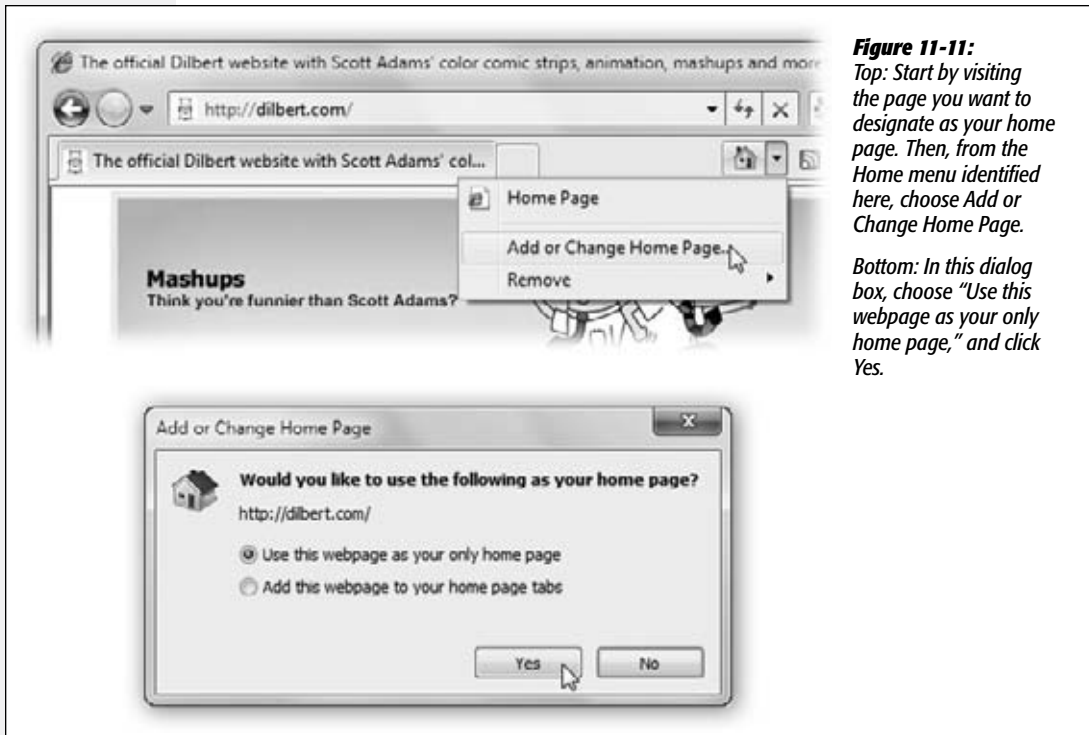 The official Dilbert website with Scott Adams' color comic strips, animation, mashups and more
http://dilbert.com/
The official Dilbert website with Scott Adams' col...
Home Page
Add or Change Home Page...
Remove
Mashups
Think you're funnier than Scott Adams?
Figure 11-11:
Top: Start by visiting
the page you want to
designate as your home
page. Then, from the
Home menu identified
here, choose Add or
Change Home Page.
Bottom: In this dialog
box, choose “Use this
webpage as your only
home page,” and click
Yes.
Add or Change Home Page
Would you like to use the following as your home page?
http://dilbert.com/
Use this webpage as your only home page
Add this webpage to your home page tabs
Yes
No